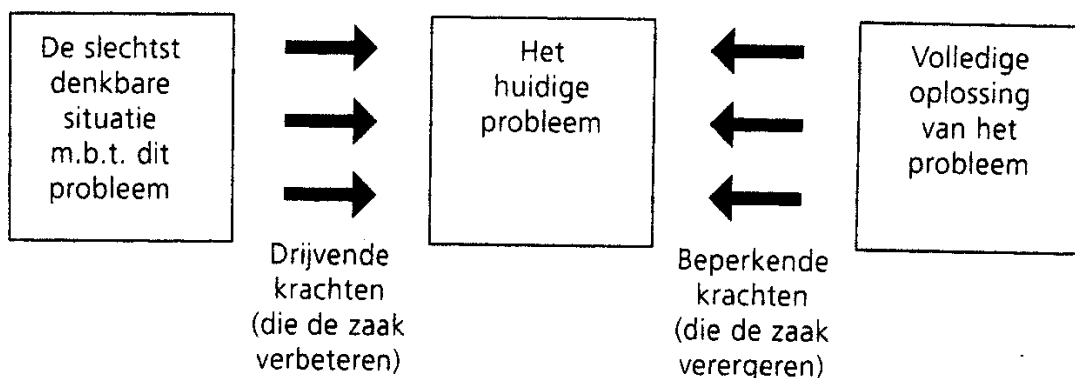 De slechtst
denkbare
situatie
m.b.t. dit
probleem
Drijvende
krachten
(die de zaak
verbeteren)
Het
huidige
probleem
Beperkende
krachten
(die de zaak
verergeren)
Volledige
oplossing
van het
probleem